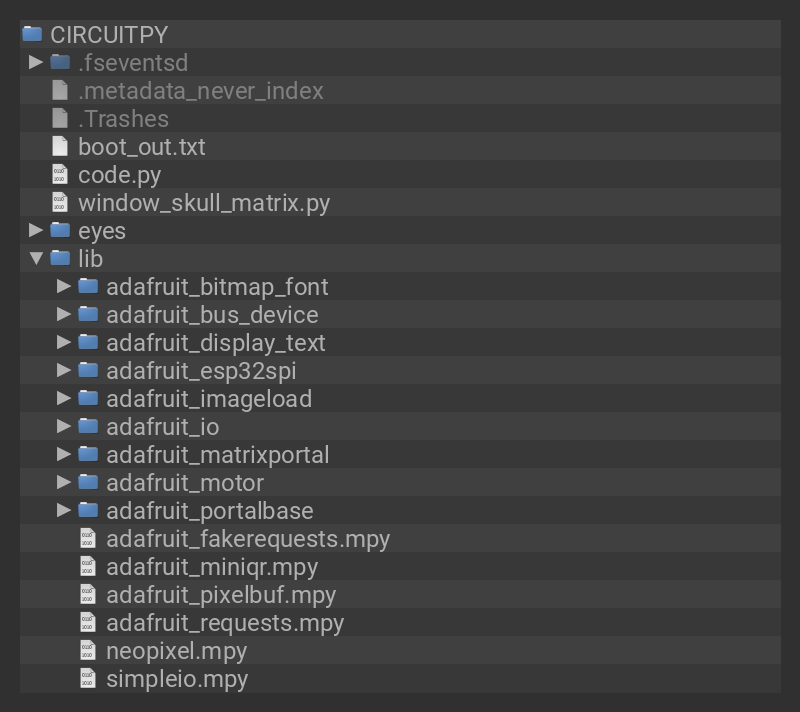 CIRCUITPY
.fseventsd
.metadata_never_index
.Trashes
boot_out.txt
code.py
window_skull_matrix.py
eyes
lib
adafruit_bitmap_font
adafruit_bus_device
adafruit_display_text
adafruit_esp32spi
adafruit_imageload
adafruit_io
adafruit_matrixportal
adafruit_motor
adafruit_portalbase
adafruit_fakerequests.mpy
adafruit_miniqr.mpy
adafruit_pixelbuf.mpy
adafruit_requests.mpy
neopixel.mpy
simpleio.mpy